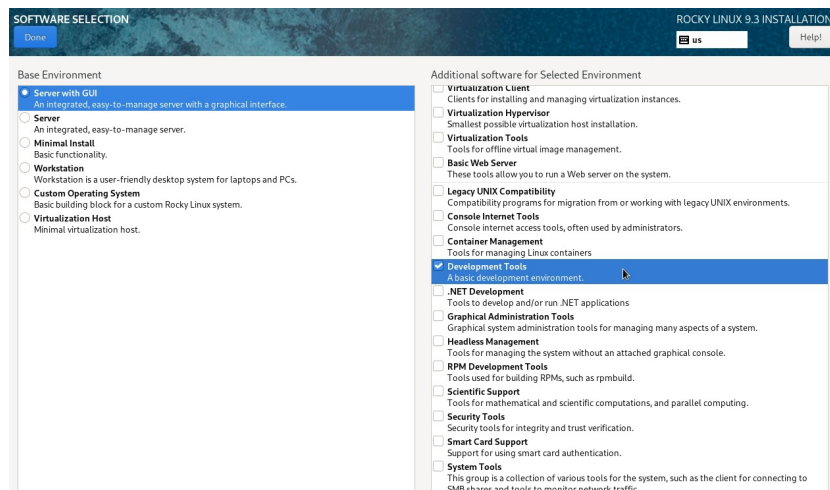 SOFTWARE SELECTION
Done
ROCKY LINUX 9.3 INSTALLATION
us
Help!
Base Environment
Server with GUI
An integrated, easy-to-manage server with a graphical interface.
Server
An integrated, easy-to-manage server.
Minimal Install
Basic functionality.
Workstation
Workstation is a user-friendly desktop system for laptops and PCs.
Custom Operating System
Basic building block for a custom Rocky Linux system.
Virtualization Host
Minimal virtualization host.
Additional software for Selected Environment
Virtualization Client
Clients for installing and managing virtualization instances.
Virtualization Hypervisor
Smallest possible virtualization host installation.
Virtualization Tools
Tools for offline virtual image management.
Basic Web Server
These tools allow you to run a Web server on the system.
Legacy UNIX Compatibility
Compatibility programs for migration from or working with legacy UNIX environments.
Console Internet Tools
Console internet access tools, often used by administrators.
Container Management
Tools for managing Linux containers
Development Tools
A basic development environment.
.NET Development
Tools to develop and/or run .NET applications
Graphical Administration Tools
Graphical system administration tools for managing many aspects of a system.
Headless Management
Tools for managing the system without an attached graphical console.
RPM Development Tools
Tools used for building RPMs, such as rpmbuild.
Scientific Support
Tools for mathematical and scientific computations, and parallel computing.
Security Tools
Security tools for integrity and trust verification.
Smart Card Support
Support for using smart card authentication.
System Tools
This group is a collection of various tools for the system, such as the client for connecting to
SMB shares and tools to monitor network traffic.